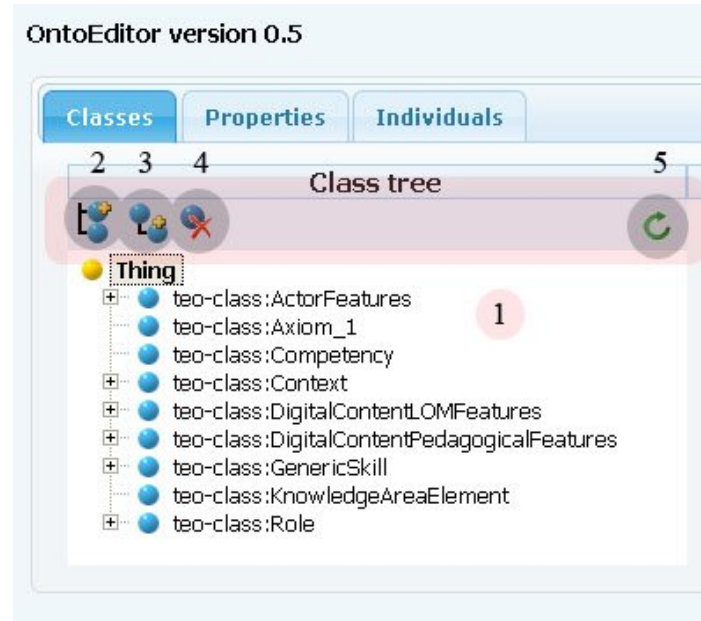 OntoEditor version 0.5
Classes Properties Individuals
2 3 4 5
Class tree
Thing
teo-class:ActorFeatures
1
teo-class:Axiom_1
teo-class:Competency
teo-class:Context
teo-class:DigitalContentLOMFeatures
teo-class:DigitalContentPedagogicalFeatures
teo-class:GenericSkill
teo-class:KnowledgeAreaElement
teo-class:Role